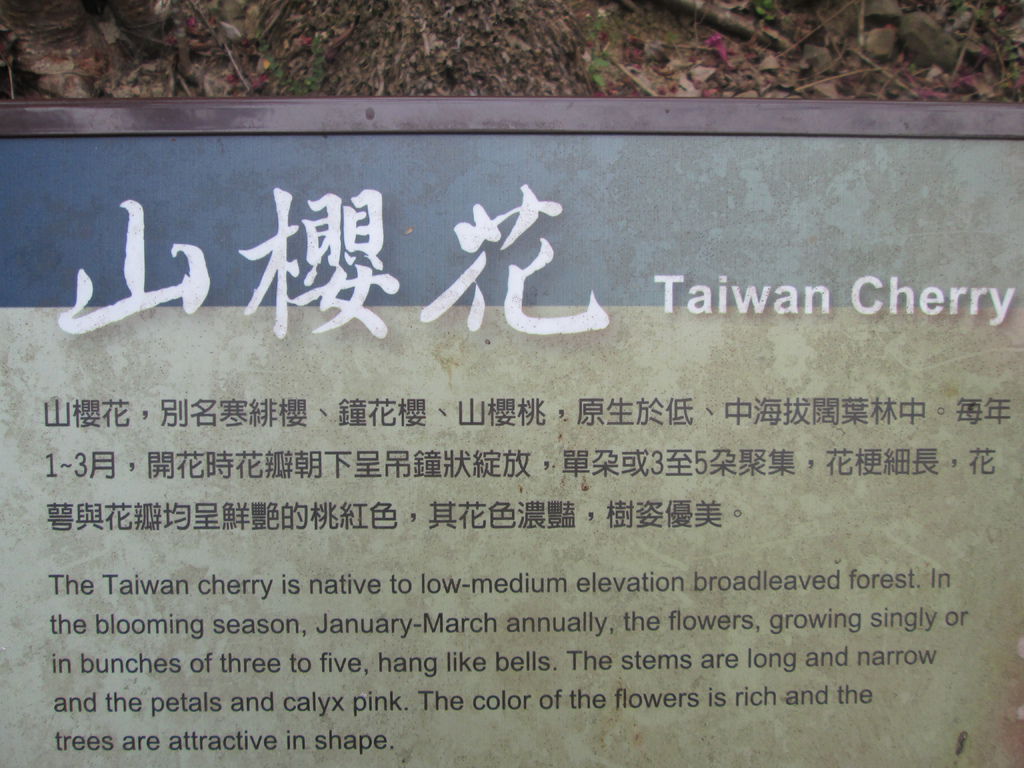 山櫻花 Taiwan Cherry
山櫻花，別名寒緋櫻、鐘花櫻、山櫻桃，原生於低、中海拔闊葉林中。每年
1~3月，開花時花瓣朝下呈吊鐘狀綻放，單朵或3至5朵聚集，花梗細長，花
萼與花瓣均呈鮮艷的桃紅色，其花色濃豔，樹姿優美。
The Taiwan cherry is native to low-medium elevation broadleaved forest. In
the blooming season, January-March annually, the flowers, growing singly or
in bunches of three to five, hang like bells. The stems are long and narrow
and the petals and calyx pink. The color of the flowers is rich and the
trees are attractive in shape.